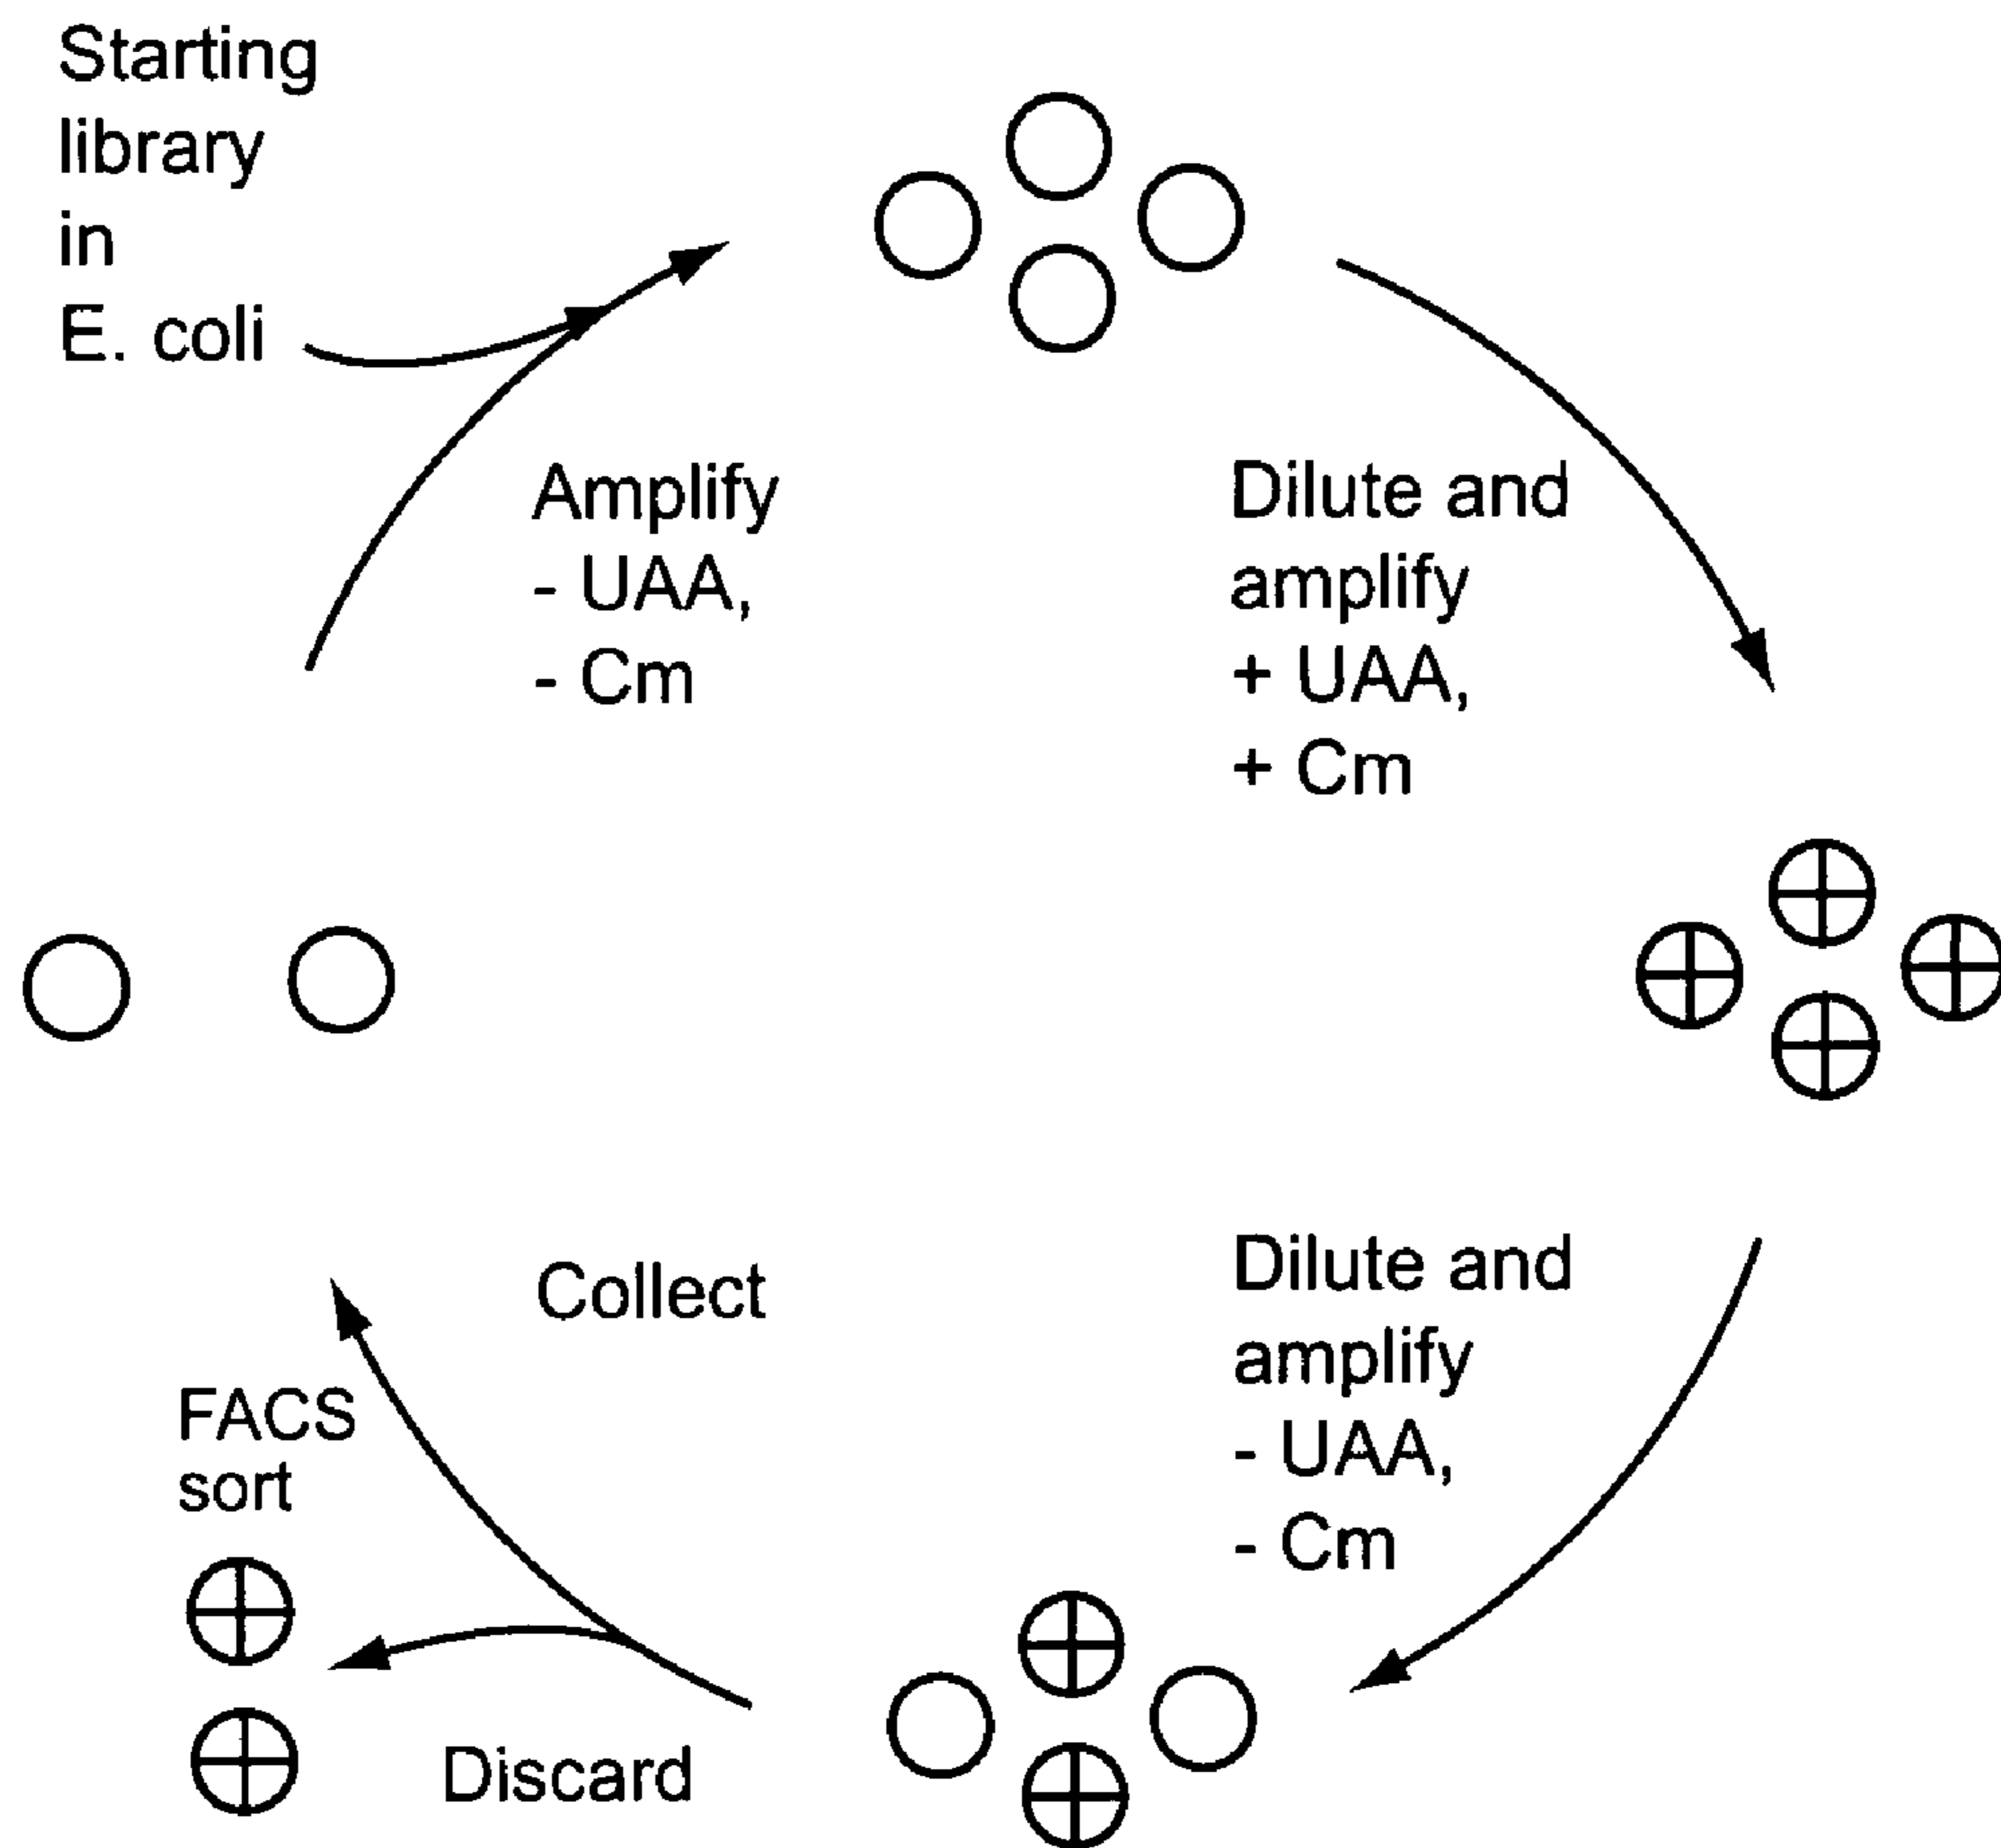 Starting
library
in
E. coli
Amplify
- UAA,
- Cm
Dilute and
amplify
+ UAA,
+ Cm
Dilute and
amplify
- UAA,
- Cm
Collect
FACS
sort
Discard